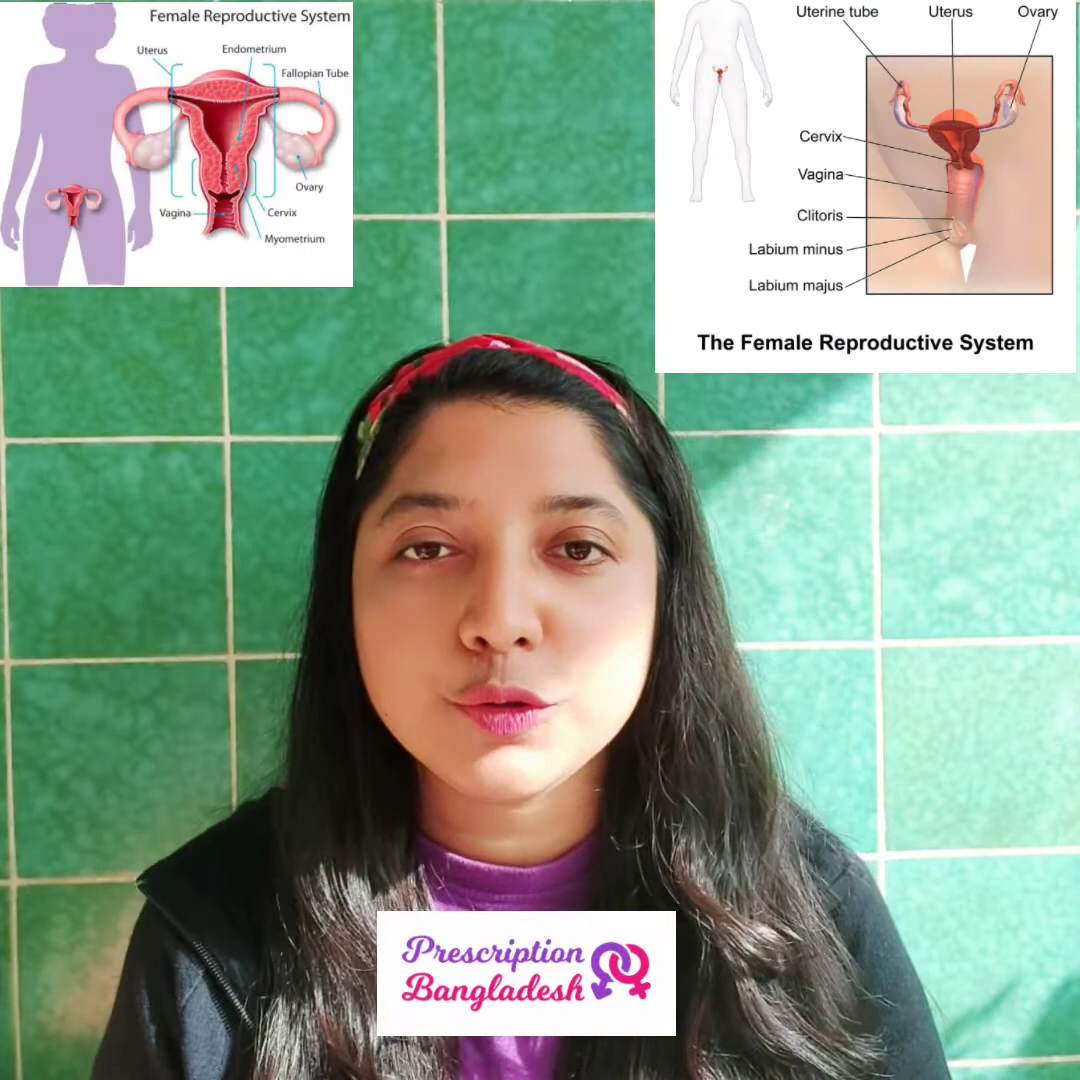 Female Reproductive System
Uterus
Endometrium
Fallopian Tube
Ovary
Vagina
Cervix
Myometrium
Uterine tube
Uterus
Ovary
Cervix
Vagina
Clitoris
Labium minus
Labium majus
The Female Reproductive System
Prescription
Bangladesh